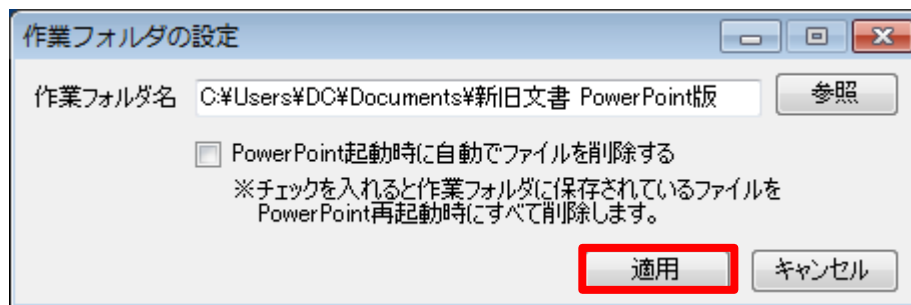 作業フォルダの設定
作業フォルダ名 C:¥Users¥DC¥Documents¥新旧文書 PowerPoint版 参照
PowerPoint起動時に自動でファイルを削除する
※チェックを入れると作業フォルダに保存されているファイルを
PowerPoint再起動時にすべて削除します。
適用 キャンセル